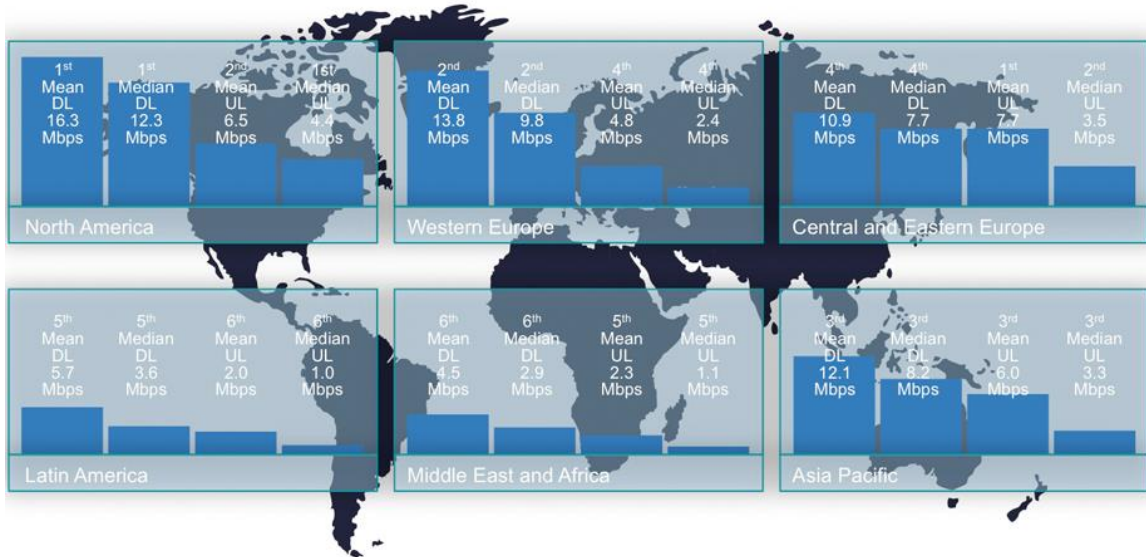 1st
Mean
DL
16.3
Mbps
1st
Median
DL
12.3
Mbps
2nd
Mean
UL
6.5
Mbps
1st
Median
UL
4.4
Mbps
North America
2nd
Mean
DL
13.8
Mbps
2nd
Median
DL
9.8
Mbps
4th
Mean
UL
4.8
Mbps
4th
Median
UL
2.4
Mbps
Western Europe
4th
Mean
DL
10.9
Mbps
4th
Median
DL
7.7
Mbps
1st
Mean
UL
7.7
Mbps
2nd
Median
UL
3.5
Mbps
Central and Eastern Europe
5th
Mean
DL
5.7
Mbps
5th
Median
DL
3.6
Mbps
6th
Mean
UL
2.0
Mbps
6th
Median
UL
1.0
Mbps
Latin America
6th
Mean
DL
4.5
Mbps
6th
Median
DL
2.9
Mbps
5th
Mean
UL
2.3
Mbps
5th
Median
UL
1.1
Mbps
Middle East and Africa
3rd
Mean
DL
12.1
Mbps
3rd
Median
DL
8.2
Mbps
3rd
Mean
UL
6.0
Mbps
3rd
Median
UL
3.3
Mbps
Asia Pacific